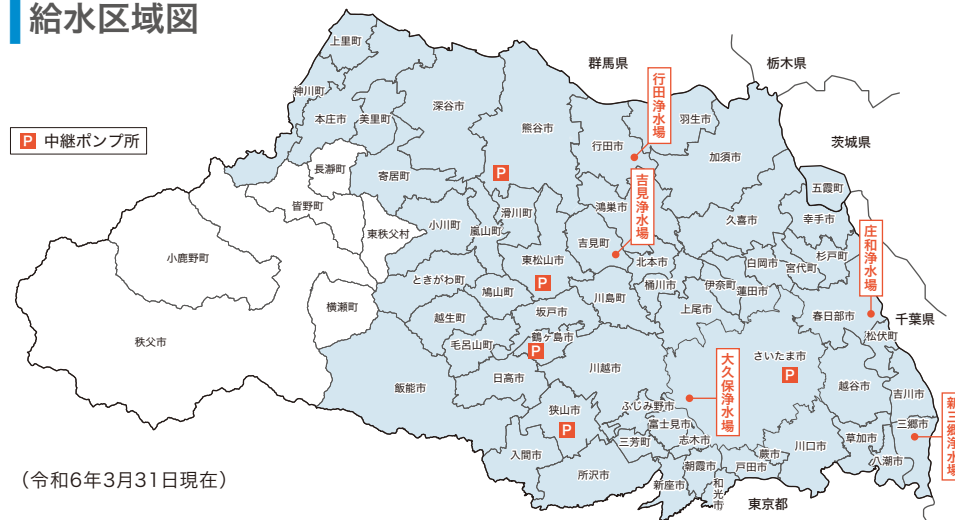 給水区域図
P 中継ポンプ所
群馬県
栃木県
茨城県
千葉県
東京都
上里町
神川町
本庄市
美里町
深谷市
熊谷市
行田市
行田浄水場
羽生市
加須市
長瀞町
寄居町
P
皆野町
東秩父村
小川町
嵐山町
滑川町
鴻巣市
吉見町
吉見浄水場
北本市
久喜市
五霞町
幸手市
杉戸町
宮代町
白岡市
庄和浄水場
小鹿野町
秩父市
横瀬町
ときがわ町
東松山市
P
鳩山町
川島町
桶川市
伊奈町
蓮田市
上尾市
春日部市
松伏町
越生町
毛呂山町
坂戸市
鶴ヶ島市
P
日高市
飯能市
川越市
大久保浄水場
さいたま市
P
越谷市
吉川市
狭山市
P
ふじみ野市
富士見市
三芳町
志木市
入間市
所沢市
新座市
朝霞市
和光市
戸田市
蕨市
川口市
草加市
八潮市
三郷市
新三郷浄水場
（令和6年3月31日現在）